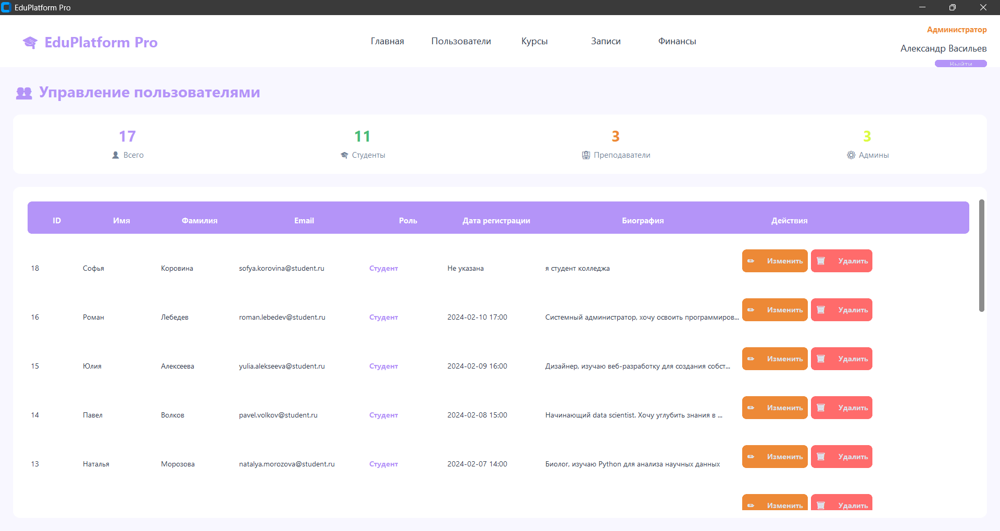 EduPlatform Pro
EduPlatform Pro
Главная Пользователи Курсы Записи Финансы
Администратор
Александр Васильев
Выйти
Управление пользователями
17 11 3 3
Всего Студенты Преподаватели Админы
ID Имя Фамилия Email Роль Дата регистрации Биография Действия
18 Софья Коровина sofya.korovina@student.ru Студент Не указана я студент колледжа Изменить Удалить
16 Роман Лебедев roman.lebedev@student.ru Студент 2024-02-10 17:00 Системный администратор, хочу освоить программиров... Изменить Удалить
15 Юлия Алексеева yulia.alekseeva@student.ru Студент 2024-02-09 16:00 Дизайнер, изучаю веб-разработку для создания собст... Изменить Удалить
14 Павел Волков pavel.volkov@student.ru Студент 2024-02-08 15:00 Начинающий data scientist. Хочу углубить знания в ... Изменить Удалить
13 Наталья Морозова natalya.morozova@student.ru Студент 2024-02-07 14:00 Биолог, изучаю Python для анализа научных данных Изменить Удалить
Изменить Удалить